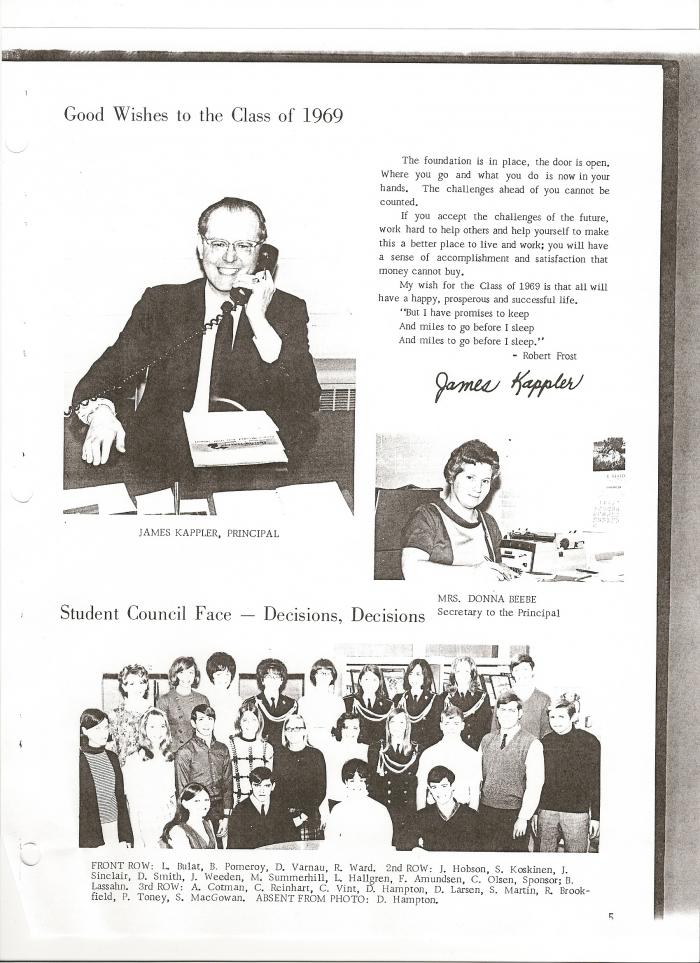 Good Wishes to the Class of 1969
The foundation is in place, the door is open.
Where you go and what you do is now in your
hands. The challenges ahead of you cannot be
counted.
If you accept the challenges of the future,
work hard to help others and help yourself to make
this a better place to live and work; you will have
a sense of accomplishment and satisfaction that
money cannot buy.
My wish for the Class of 1969 is that all will
have a happy, prosperous and successful life.
"But I have promises to keep
And miles to go before I sleep
And miles to go before I sleep."
- Robert Frost
James Kappler
JAMES KAPPLER, PRINCIPAL
MRS. DONNA BEEBE
Secretary to the Principal
Student Council Face — Decisions, Decisions
FRONT ROW: L. Bulat, B. Pomeroy, D. Varnau, R. Ward. 2nd ROW: J. Hobson, S. Koskinen, J.
Sinclair, D. Smith, J. Weeden, M. Summerhill, L. Hallgren, F. Amundsen, C. Olsen, Sponsor; B.
Lassahn. 3rd ROW: A. Cotman, C. Reinhart, C. Vint, D. Hampton, D. Larsen, S. Martin, R. Brook-
field, P. Toney, S. MacGowan. ABSENT FROM PHOTO: D. Hampton.
5